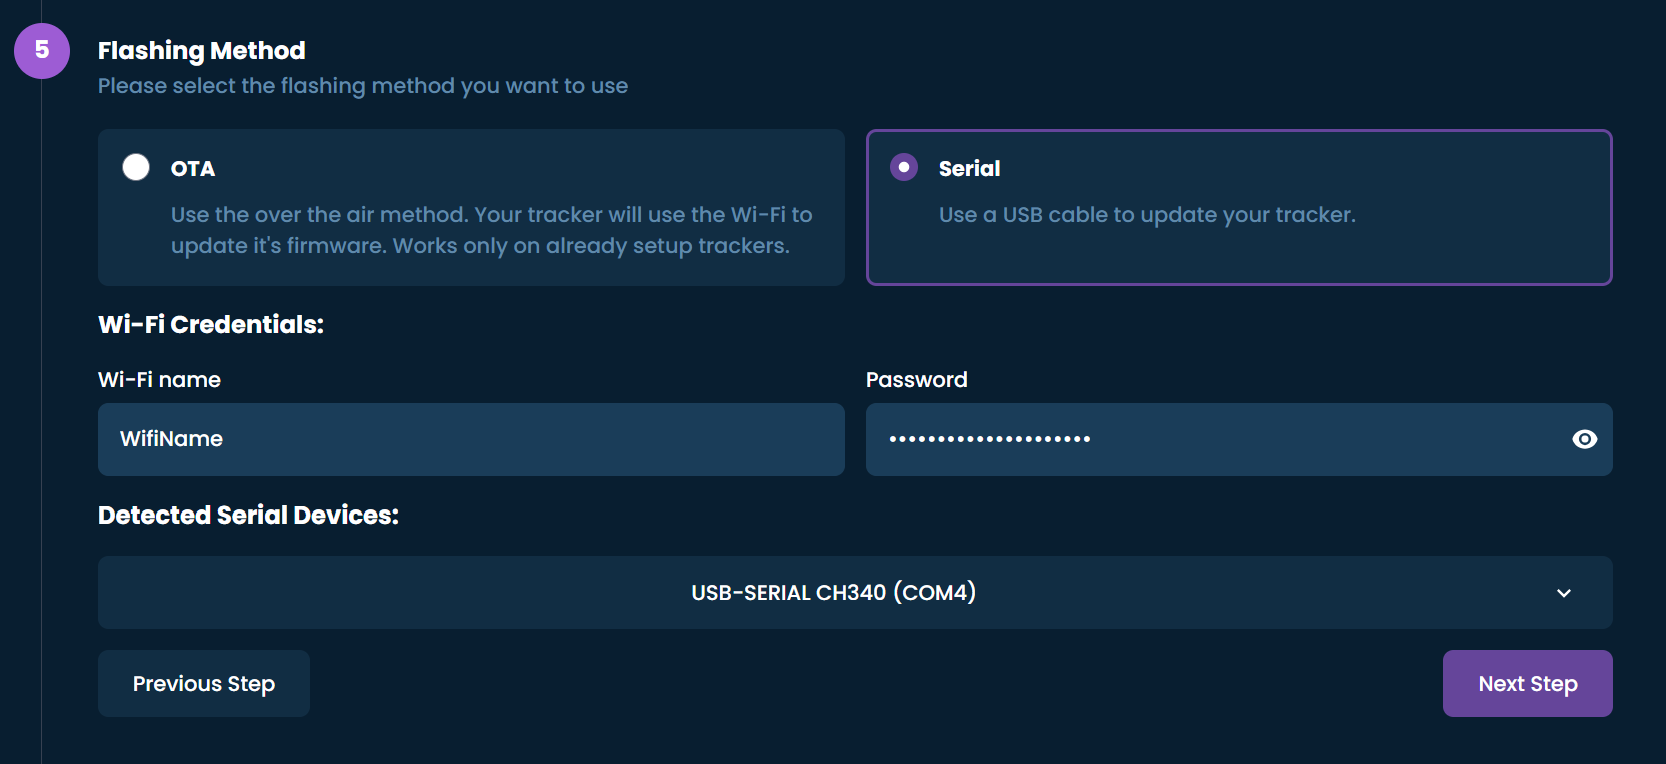 5
Flashing Method
Please select the flashing method you want to use
OTA
Use the over the air method. Your tracker will use the Wi-Fi to
update it's firmware. Works only on already setup trackers.
Serial
Use a USB cable to update your tracker.
Wi-Fi Credentials:
Wi-Fi name
WifiName
Password
•••••••••••••••••••••
Detected Serial Devices:
USB-SERIAL CH340 (COM4)
Previous Step
Next Step